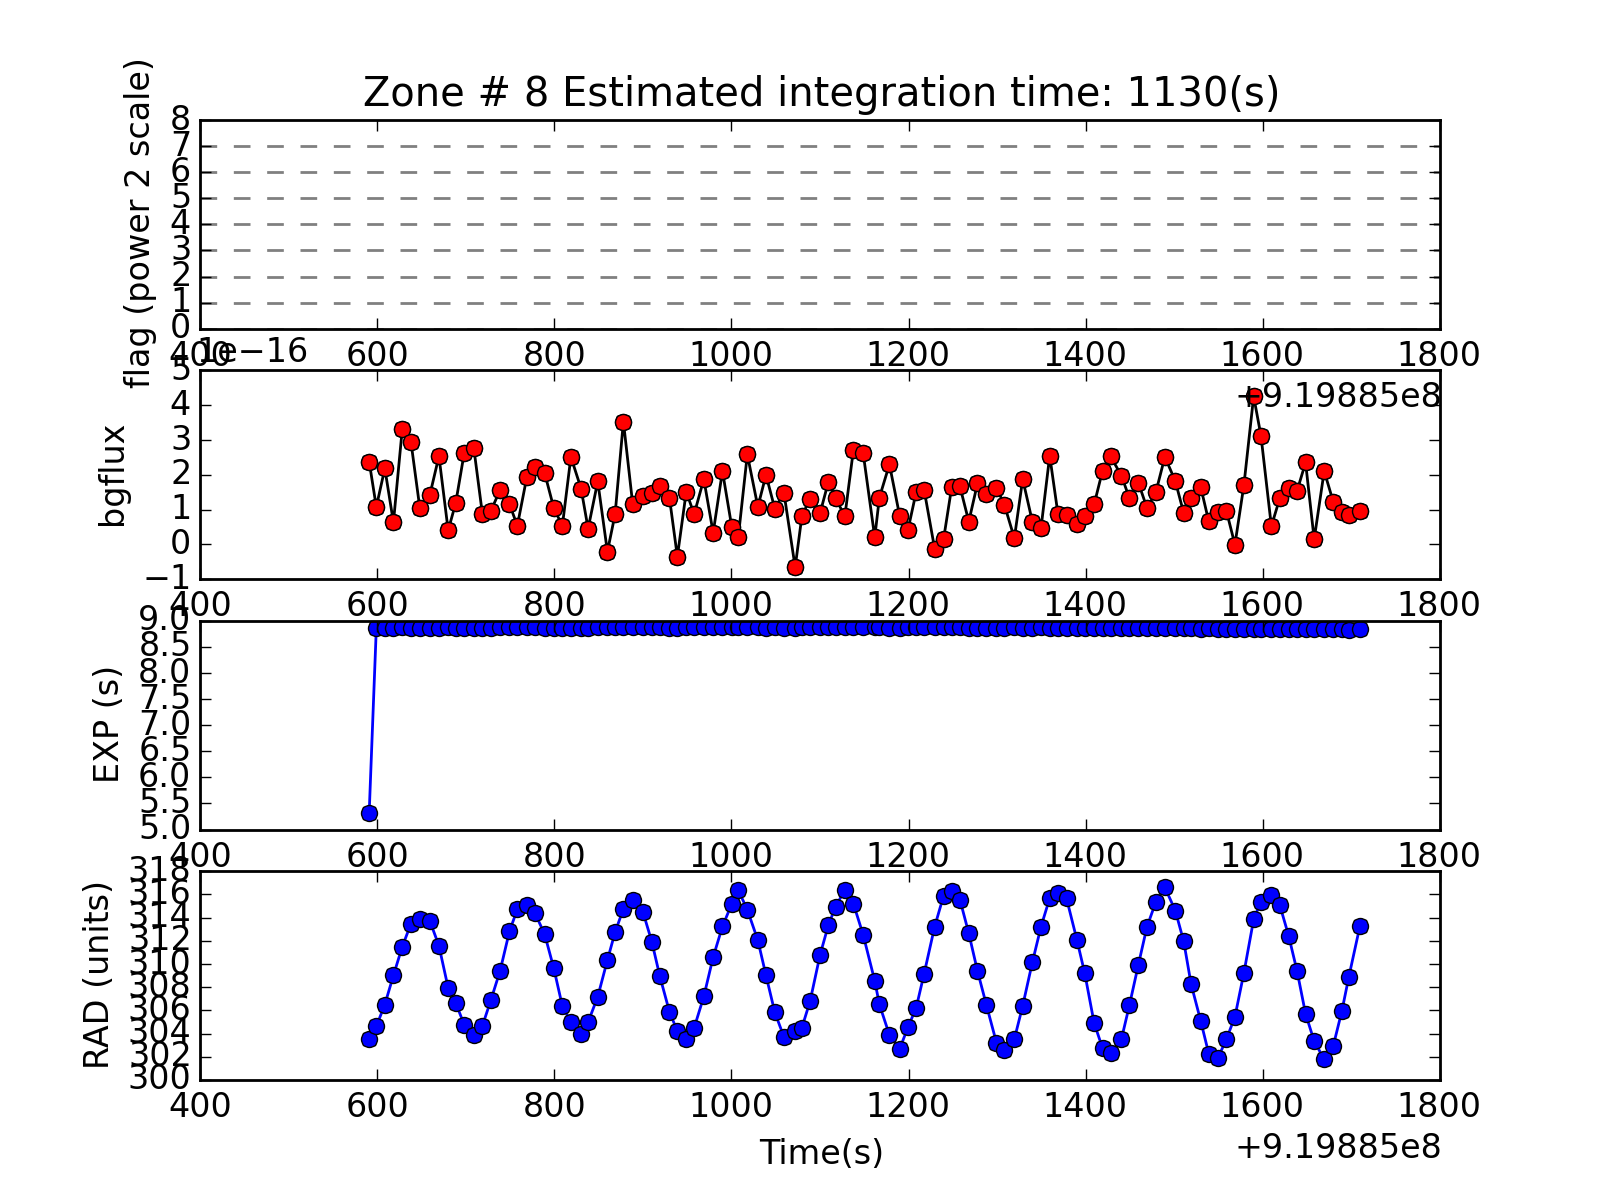 Zone # 8 Estimated integration time: 1130(s)
flag (power 2 scale)
8
7
6
5
4
3
2
1
0
400 600 800 1000 1200 1400 1600 1800
1e−16
+9.19885e8
bgflux
5
4
3
2
1
0
−1
400 600 800 1000 1200 1400 1600 1800
EXP (s)
9.0
8.5
8.0
7.5
7.0
6.5
6.0
5.5
5.0
400 600 800 1000 1200 1400 1600 1800
RAD (units)
318
316
314
312
310
308
306
304
302
300
400 600 800 1000 1200 1400 1600 1800
Time(s)
+9.19885e8